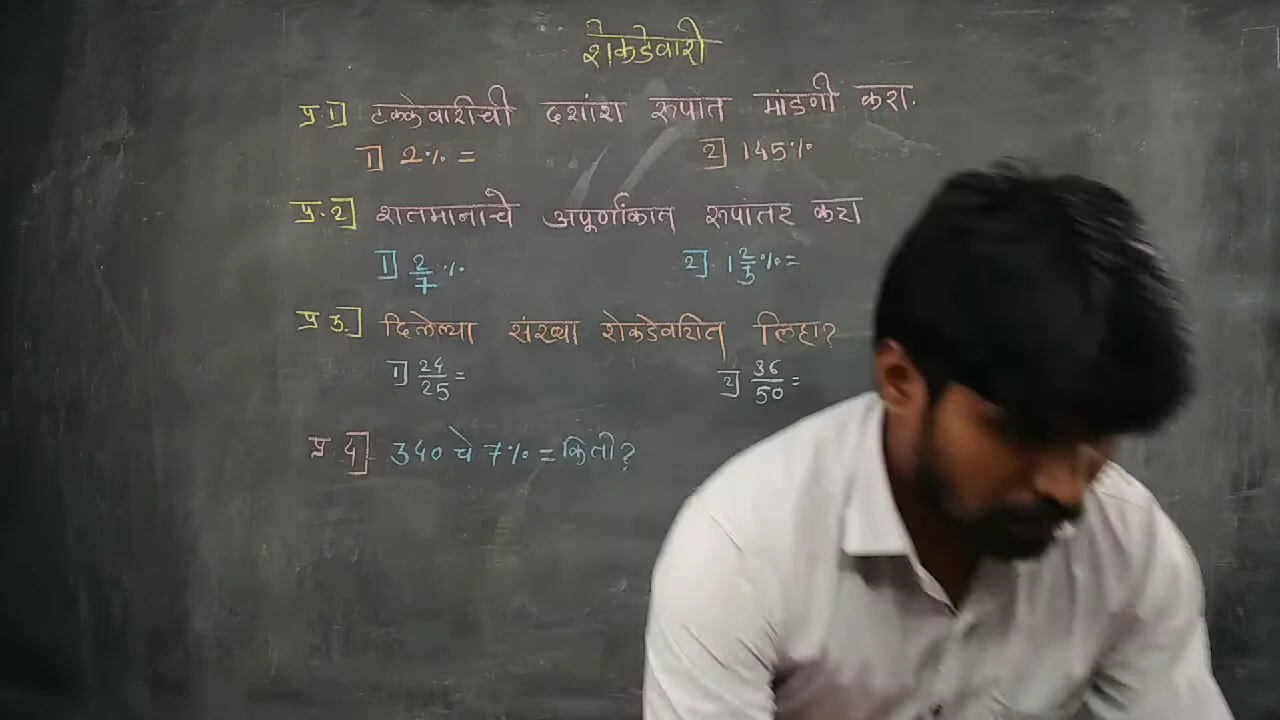 शेकडेवारी
प्र.1] टक्केवारीची दशांश रूपात मांडणी करा.
1] 2% = 2] 145%
प्र.2] शतमानाचे अपूर्णांकात रूपांतर करा
1] 2/7 % 2] 1 2/5 % =
प्र 3.] दिलेल्या संख्या शेकडेवारीत लिहा?
1] 24/25 = 2] 36/50 =
प्र 4] 340 चे 7% = किती?